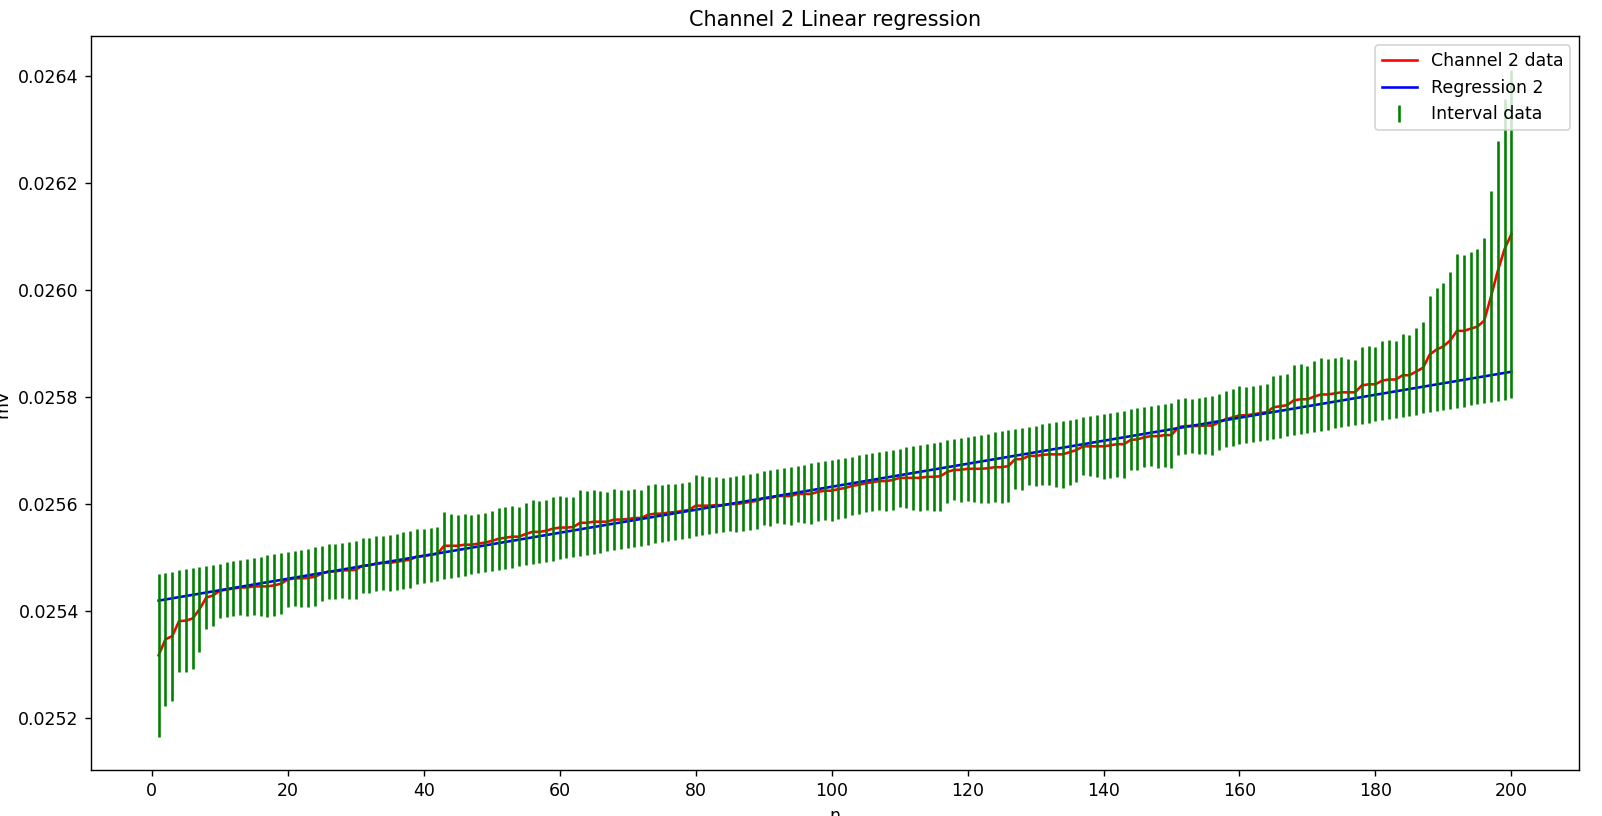 Channel 2 Linear regression
Channel 2 data
Regression 2
Interval data
0.0264
0.0262
0.0260
0.0258
0.0256
0.0254
0.0252
mv
0 20 40 60 80 100 120 140 160 180 200
n